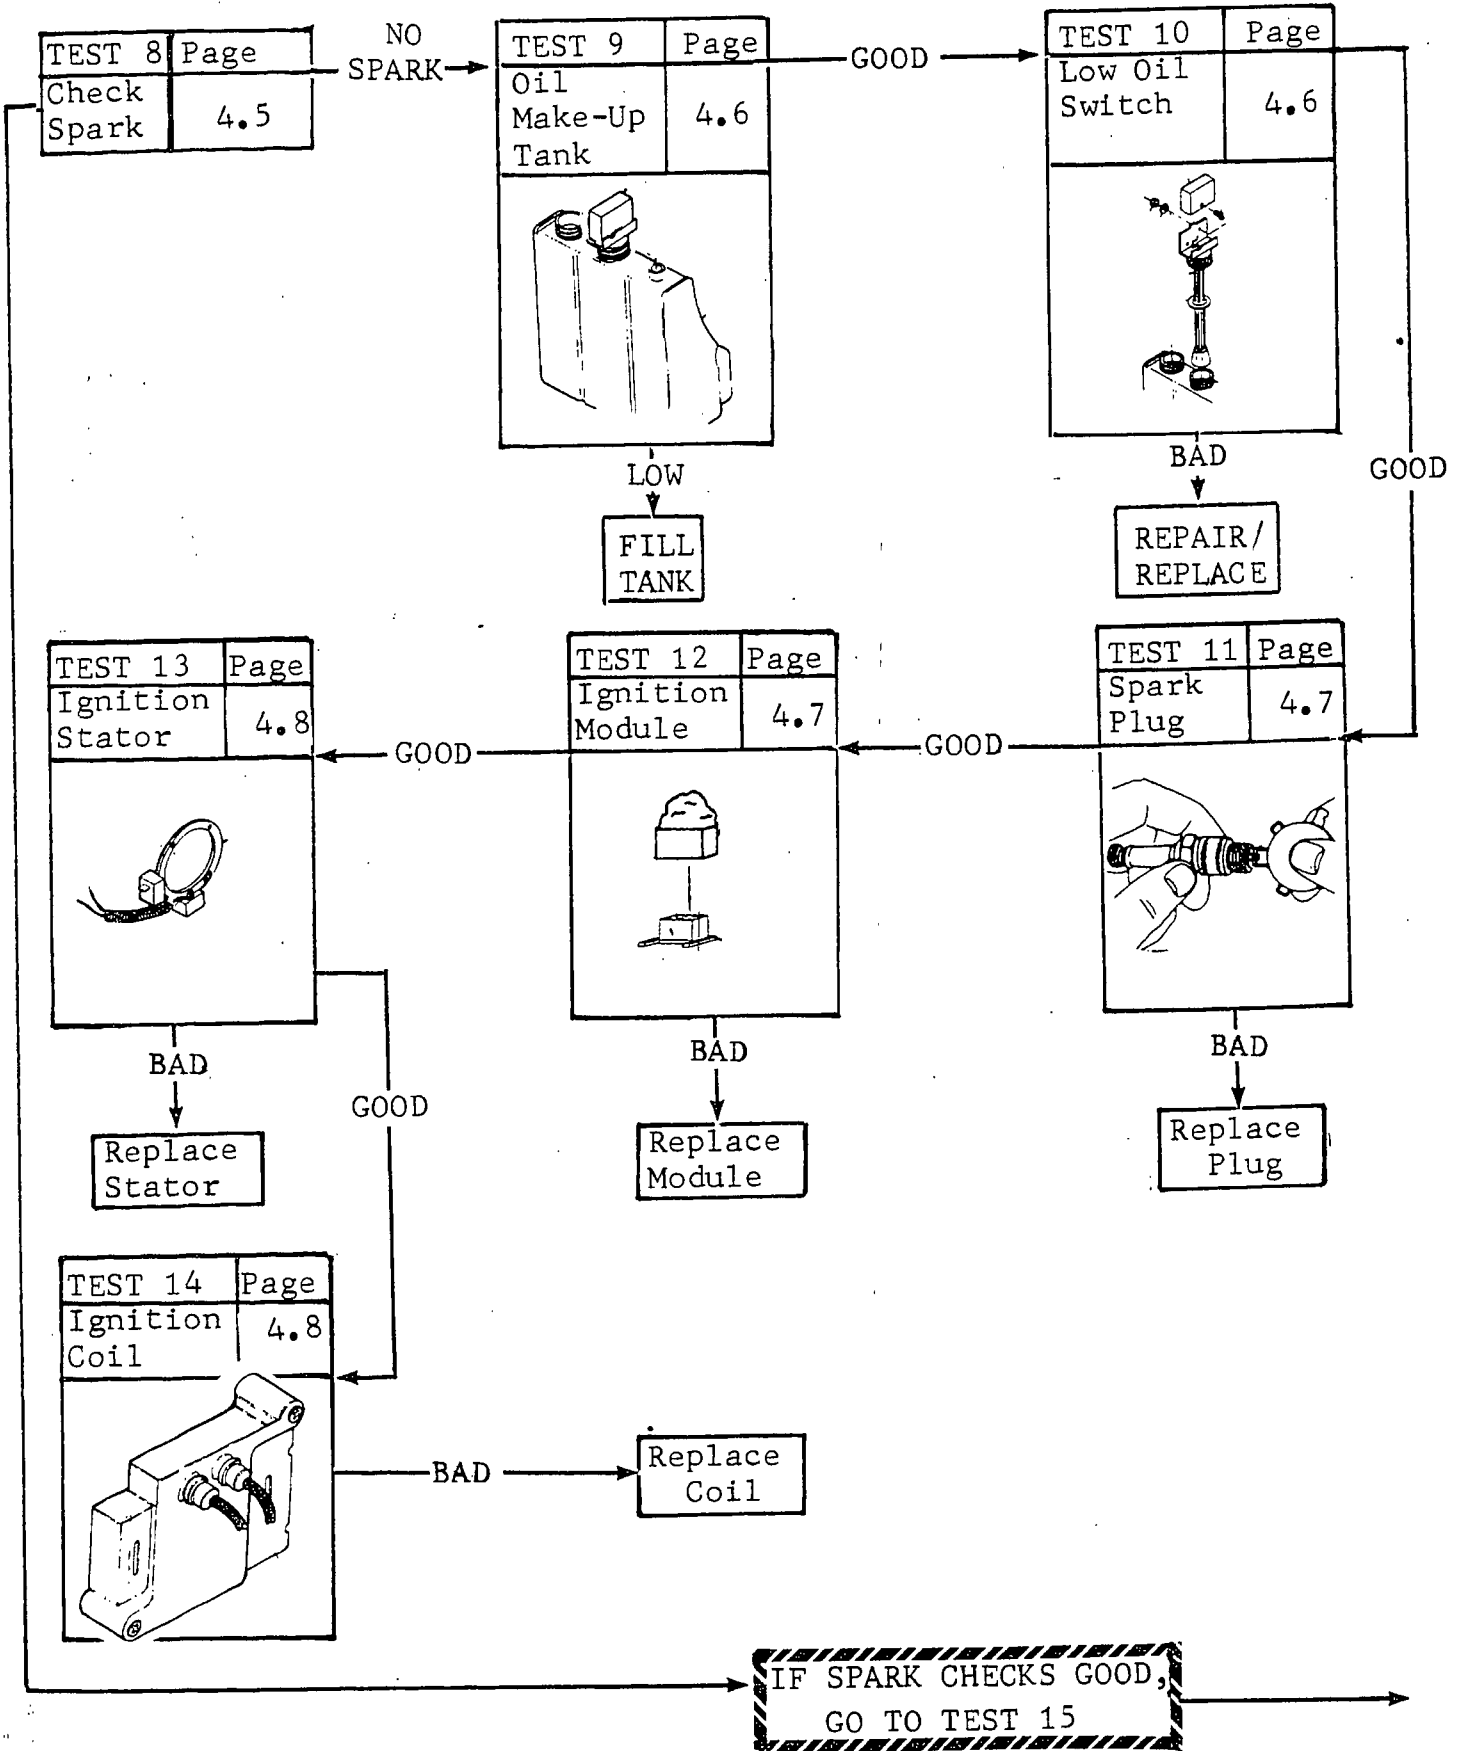 TEST 8 Page
Check
Spark
4.5
NO
SPARK
TEST 9 Page
Oil
Make-Up
Tank
4.6
GOOD
TEST 10 Page
Low Oil
Switch
4.6
LOW
FILL
TANK
BAD
REPAIR/
REPLACE
GOOD
TEST 11 Page
Spark
Plug
4.7
GOOD
TEST 12 Page
Ignition
Module
4.7
GOOD
TEST 13 Page
Ignition
Stator
4.8
BAD
Replace
Plug
BAD
Replace
Module
BAD
Replace
Stator
GOOD
TEST 14 Page
Ignition
Coil
4.8
BAD
Replace
Coil
IF SPARK CHECKS GOOD,
GO TO TEST 15